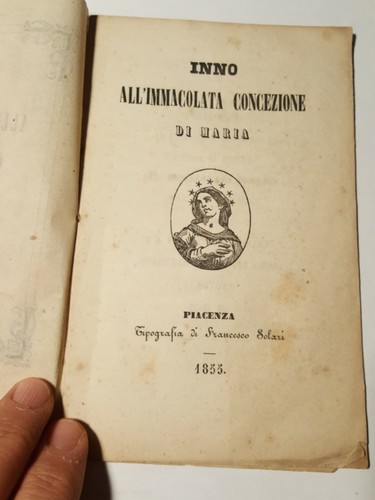 INNO
ALL'IMMACOLATA CONCEZIONE
DI MARIA
PIACENZA
Tipografia di Francesco Solari
1855.